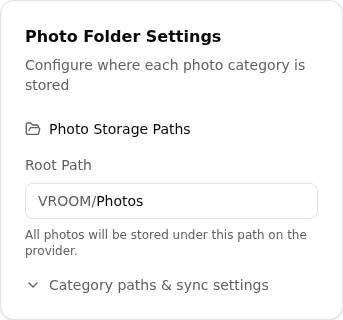 Photo Folder Settings
Configure where each photo category is
stored
Photo Storage Paths
Root Path
VROOM/Photos
All photos will be stored under this path on the
provider.
Category paths & sync settings